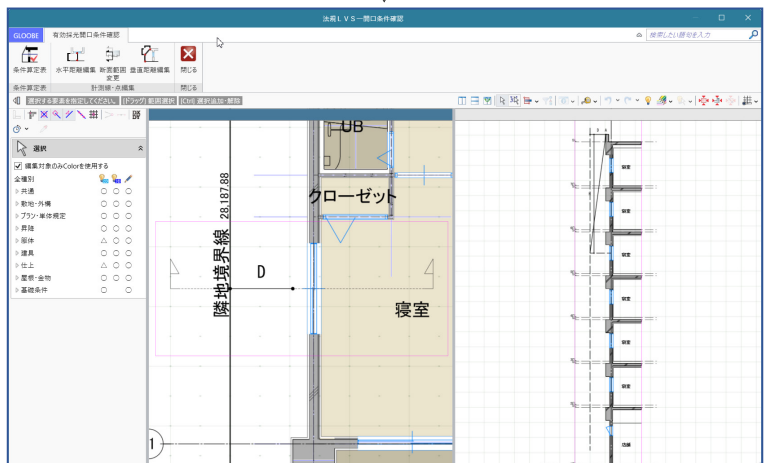 法規LVS－開口条件確認
GLOOBE 有効採光開口条件確認
検索したい語句を入力
条件算定表 水平距離編集 断面範囲変更 垂直距離編集 閉じる
条件算定表 計測線・点編集 閉じる
選択する要素を指定してください。 [ドラッグ] 範囲選択 [Ctrl] 選択追加・解除
選択
編集対象のみColorを使用する
全種別
共通
敷地・外構
プラン・単体規定
昇降
部体
建具
仕上
屋根・金物
基礎条件
UB
クローゼット
隣地境界線 28,187.88
D
寝室
1
寝室
寝室
寝室
寝室
寝室
寝室
店舗